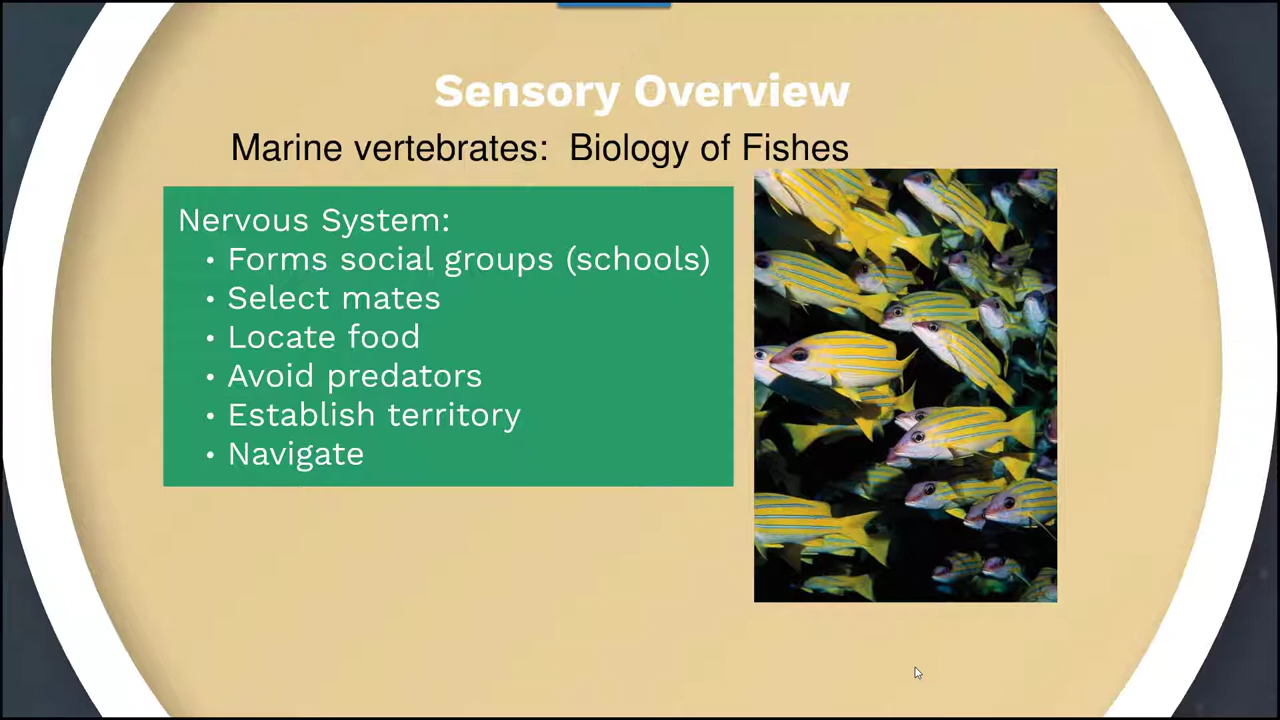 Sensory Overview
Marine vertebrates: Biology of Fishes
Nervous System:
• Forms social groups (schools)
• Select mates
• Locate food
• Avoid predators
• Establish territory
• Navigate